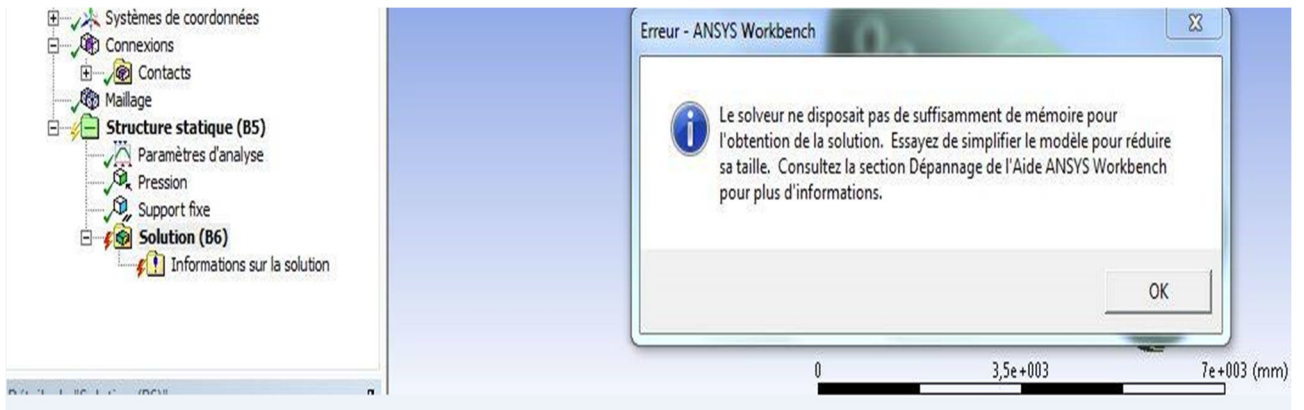 Systèmes de coordonnées
Connexions
Contacts
Maillage
Structure statique (B5)
Paramètres d'analyse
Pression
Support fixe
Solution (B6)
Informations sur la solution
Erreur - ANSYS Workbench
Le solveur ne disposait pas de suffisamment de mémoire pour
l'obtention de la solution. Essayez de simplifier le modèle pour réduire
sa taille. Consultez la section Dépannage de l'Aide ANSYS Workbench
pour plus d'informations.
OK
0 3,5e+003 7e+003 (mm)